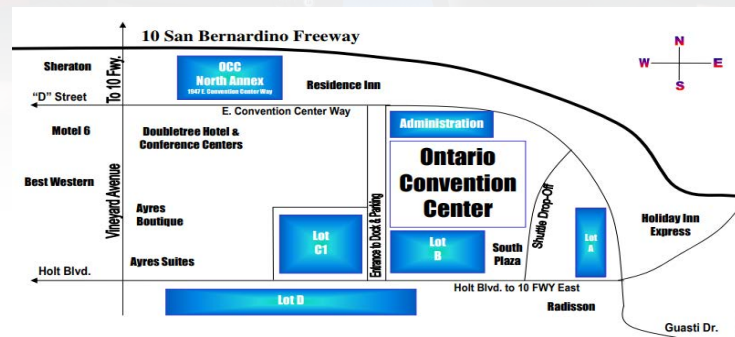 10 San Bernardino Freeway
N
W E
S
Sheraton
To 10 Fwy.
OCC
North Annex
1947 E. Convention Center Way
Residence Inn
"D" Street
E. Convention Center Way
Motel 6
Doubletree Hotel &
Conference Centers
Administration
Ontario
Convention
Center
Best Western
Vineyard Avenue
Ayres
Boutique
Entrance to Dock & Parking
Shuttle Drop-Off
Holiday Inn
Express
Lot
C1
Lot
B
South
Plaza
Lot
A
Ayres Suites
Holt Blvd.
Holt Blvd. to 10 FWY East
Lot D
Radisson
Guasti Dr.